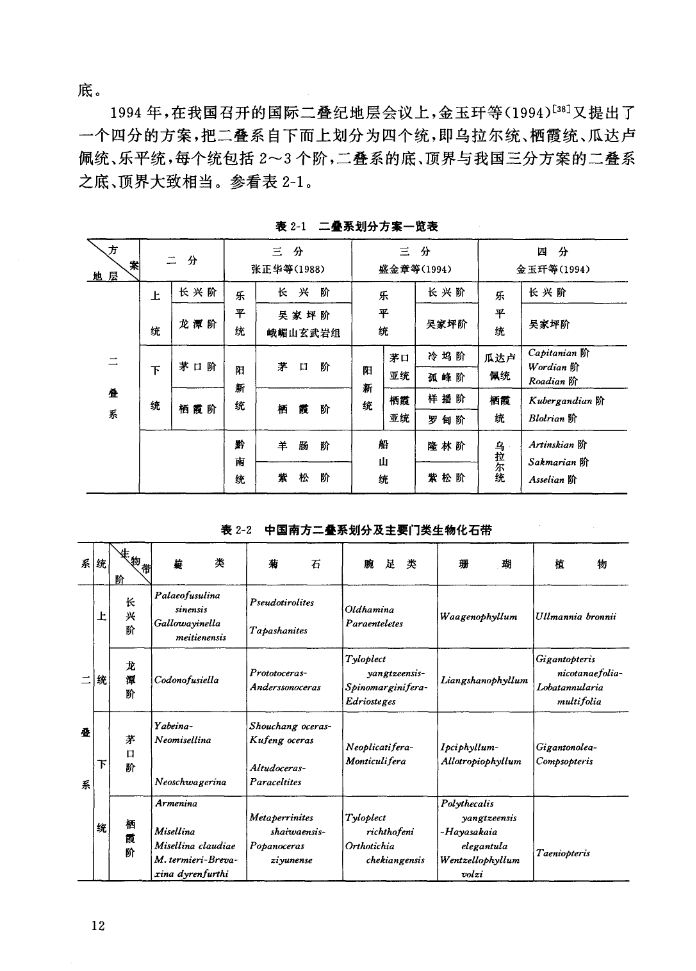 底。
1994 年,在我国召开的国际二叠纪地层会议上,金玉玕等(1994)[38]又提出了
一个四分的方案,把二叠系自下而上划分为四个统,即乌拉尔统、栖霞统、瓜达卢
佩统、乐平统,每个统包括 2～3 个阶,二叠系的底、顶界与我国三分方案的二叠系
之底、顶界大致相当。参看表 2-1。
表 2-1 二叠系划分方案一览表
方案
地层
二 分
三 分
张正华等(1988)
三 分
盛金章等(1994)
四 分
金玉玕等(1994)
二叠系
上统
长兴阶
龙潭阶
乐平统
长 兴 阶
吴家坪阶
峨嵋山玄武岩组
乐平统
长兴阶
吴家坪阶
乐平统
长兴阶
吴家坪阶
下统
茅口阶
栖霞阶
阳新统
茅 口 阶
栖 霞 阶
阳新统
茅口亚统
冷坞阶
孤峰阶
栖霞亚统
祥播阶
罗甸阶
瓜达卢佩统
Capitanian 阶
Wordian 阶
Roadian 阶
栖霞统
Kubergandian 阶
Blolrian 阶
黔南统
羊 肠 阶
紫 松 阶
船山统
隆林阶
紫松阶
乌拉尔统
Artinskian 阶
Sakmarian 阶
Asselian 阶
表 2-2 中国南方二叠系划分及主要门类生物化石带
系
统
生物带
阶
䗴 类
菊 石
腕 足 类
珊 瑚
植 物
二叠系
上统
长兴阶
Palaeofusulina
sinensis
Gallowayinella
meitienensis
Pseudotirolites
Tapashanites
Oldhamina
Paraenteletes
Waagenophyllum
Ullmannia bronnii
龙潭阶
Codonofusiella
Prototoceras-
Anderssonoceras
Tyloplect
yangtzeensis-
Spinomarginifera-
Edriosteges
Liangshanophyllum
Gigantopteris
nicotanaefolia-
Lobatannularia
multifolia
下统
茅口阶
Yabeina-
Neomisellina
Neoschwagerina
Shouchang oceras-
Kufeng oceras
Altudoceras-
Paraceltites
Neoplicatifera-
Monticulifera
Ipciphyllum-
Allotropiophyllum
Gigantonolea-
Compsopteris
栖霞阶
Armenina
Misellina
Misellina claudiae
M. termieri-Breva-
xina dyrenfurthi
Metaperrinites
shaiwaensis-
Popanoceras
ziyunense
Tyloplect
richthofeni
Orthotichia
chekiangensis
Polythecalis
yangtzeensis
-Hayasakaia
elegantula
Wentzellophyllum
volzi
Taeniopteris
12